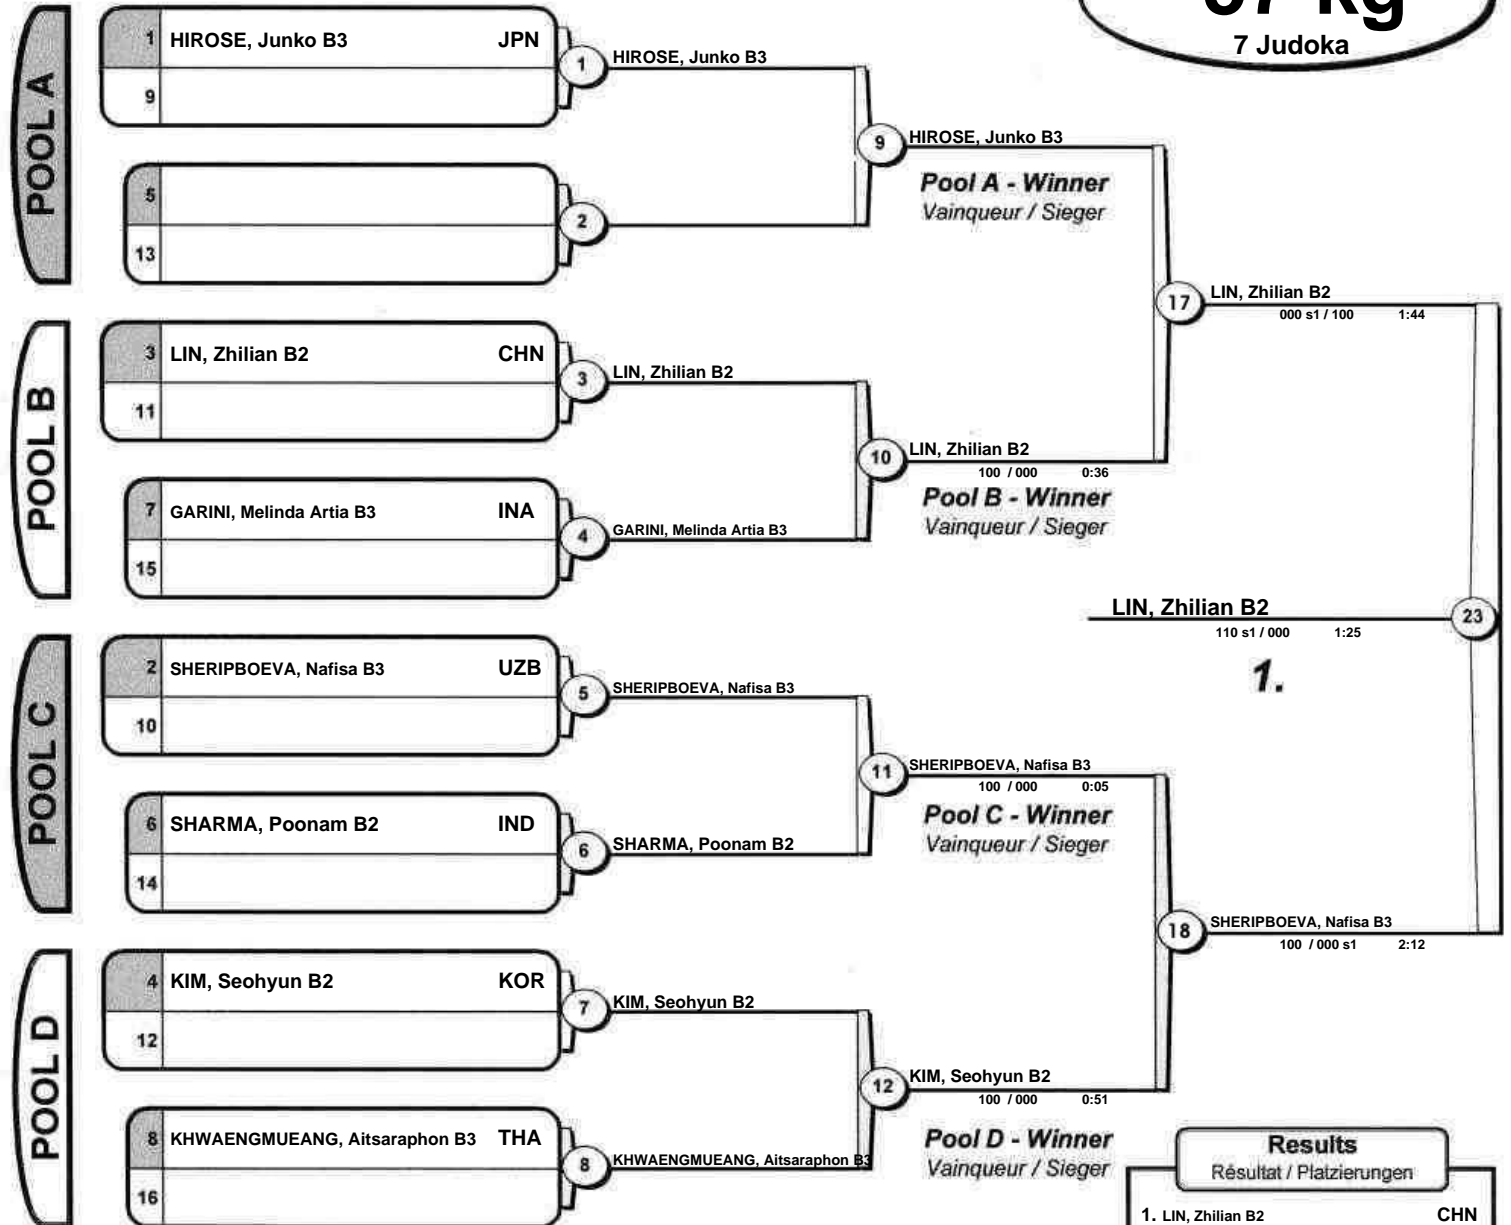 7 Judoka
POOL A
1 HIROSE, Junko B3 JPN
9
1 HIROSE, Junko B3
5
13
2
9 HIROSE, Junko B3
Pool A - Winner
Vainqueur / Sieger
POOL B
3 LIN, Zhilian B2 CHN
11
3 LIN, Zhilian B2
7 GARINI, Melinda Artia B3 INA
15
4 GARINI, Melinda Artia B3
10 LIN, Zhilian B2
100 / 000 0:36
Pool B - Winner
Vainqueur / Sieger
17 LIN, Zhilian B2
000 s1 / 100 1:44
LIN, Zhilian B2 23
110 s1 / 000 1:25
1.
POOL C
2 SHERIPBOEVA, Nafisa B3 UZB
10
5 SHERIPBOEVA, Nafisa B3
6 SHARMA, Poonam B2 IND
14
6 SHARMA, Poonam B2
11 SHERIPBOEVA, Nafisa B3
100 / 000 0:05
Pool C - Winner
Vainqueur / Sieger
18 SHERIPBOEVA, Nafisa B3
100 / 000 s1 2:12
POOL D
4 KIM, Seohyun B2 KOR
12
7 KIM, Seohyun B2
8 KHWAENGMUEANG, Aitsaraphon B3 THA
16
8 KHWAENGMUEANG, Aitsaraphon B3
12 KIM, Seohyun B2
100 / 000 0:51
Pool D - Winner
Vainqueur / Sieger
Results
Résultat / Platzierungen
1. LIN, Zhilian B2 CHN